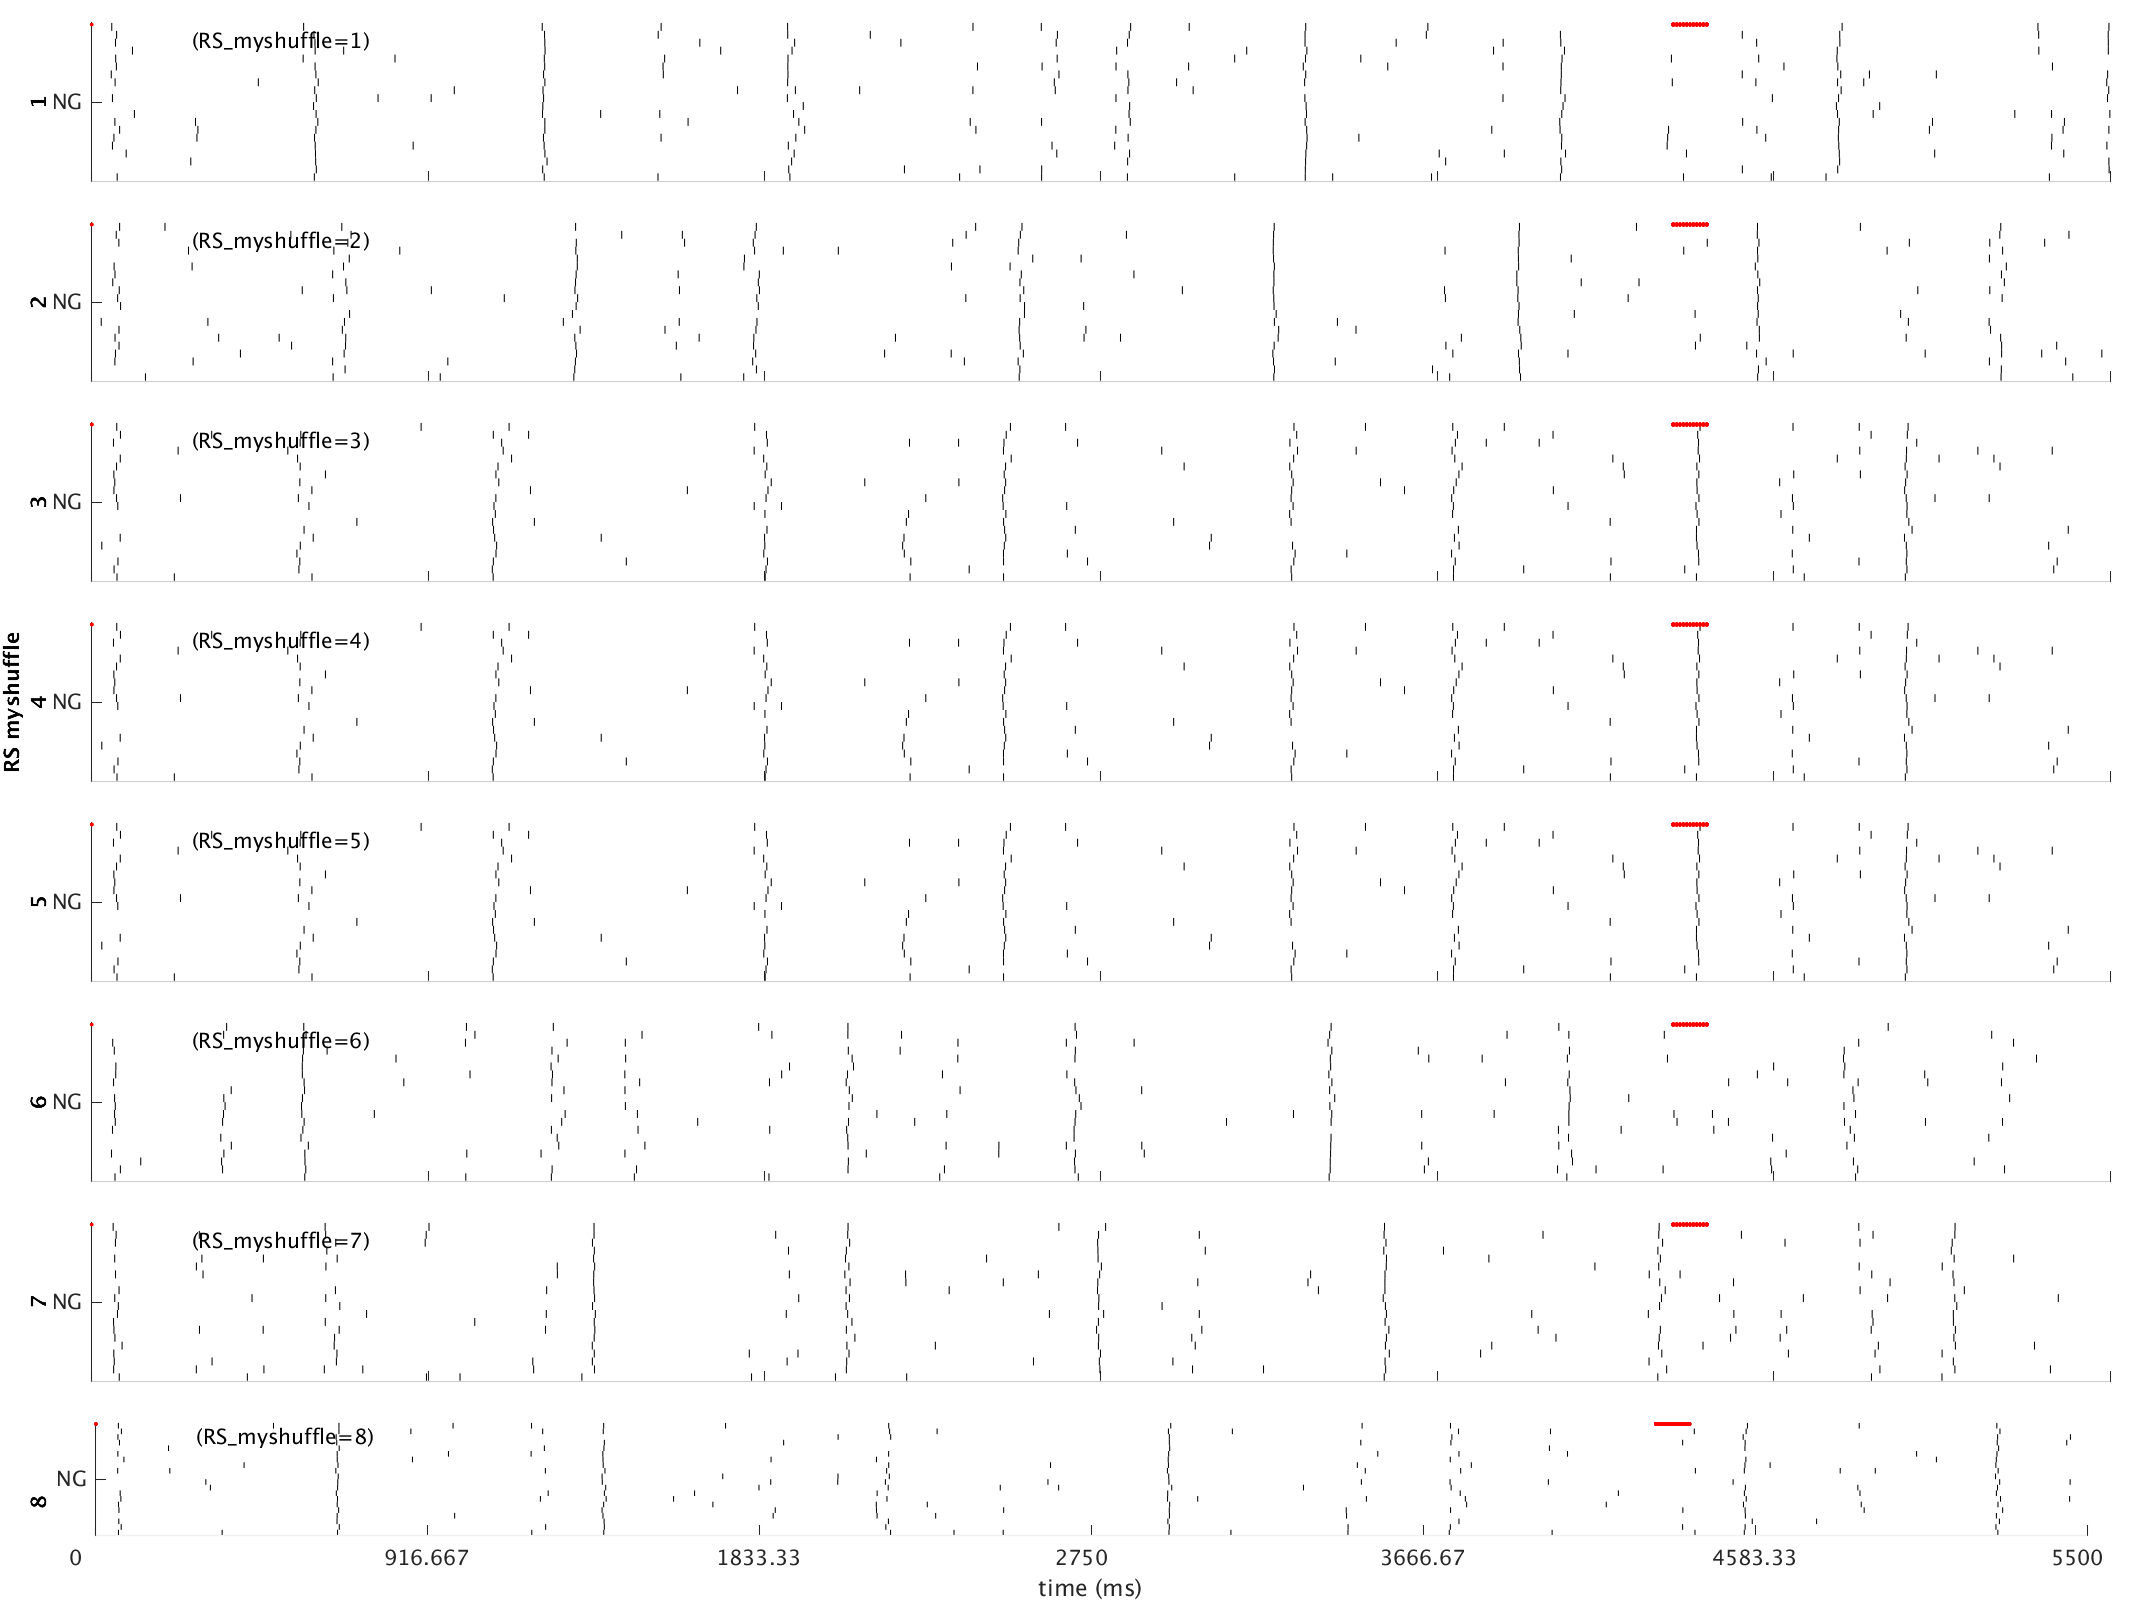 (RS_myshuffle=1)
1 NG
(RS_myshuffle=2)
2 NG
(RS_myshuffle=3)
3 NG
(RS_myshuffle=4)
4 NG
RS myshuffle
(RS_myshuffle=5)
5 NG
(RS_myshuffle=6)
6 NG
(RS_myshuffle=7)
7 NG
(RS_myshuffle=8)
NG
8
0 916.667 1833.33 2750 3666.67 4583.33 5500
time (ms)